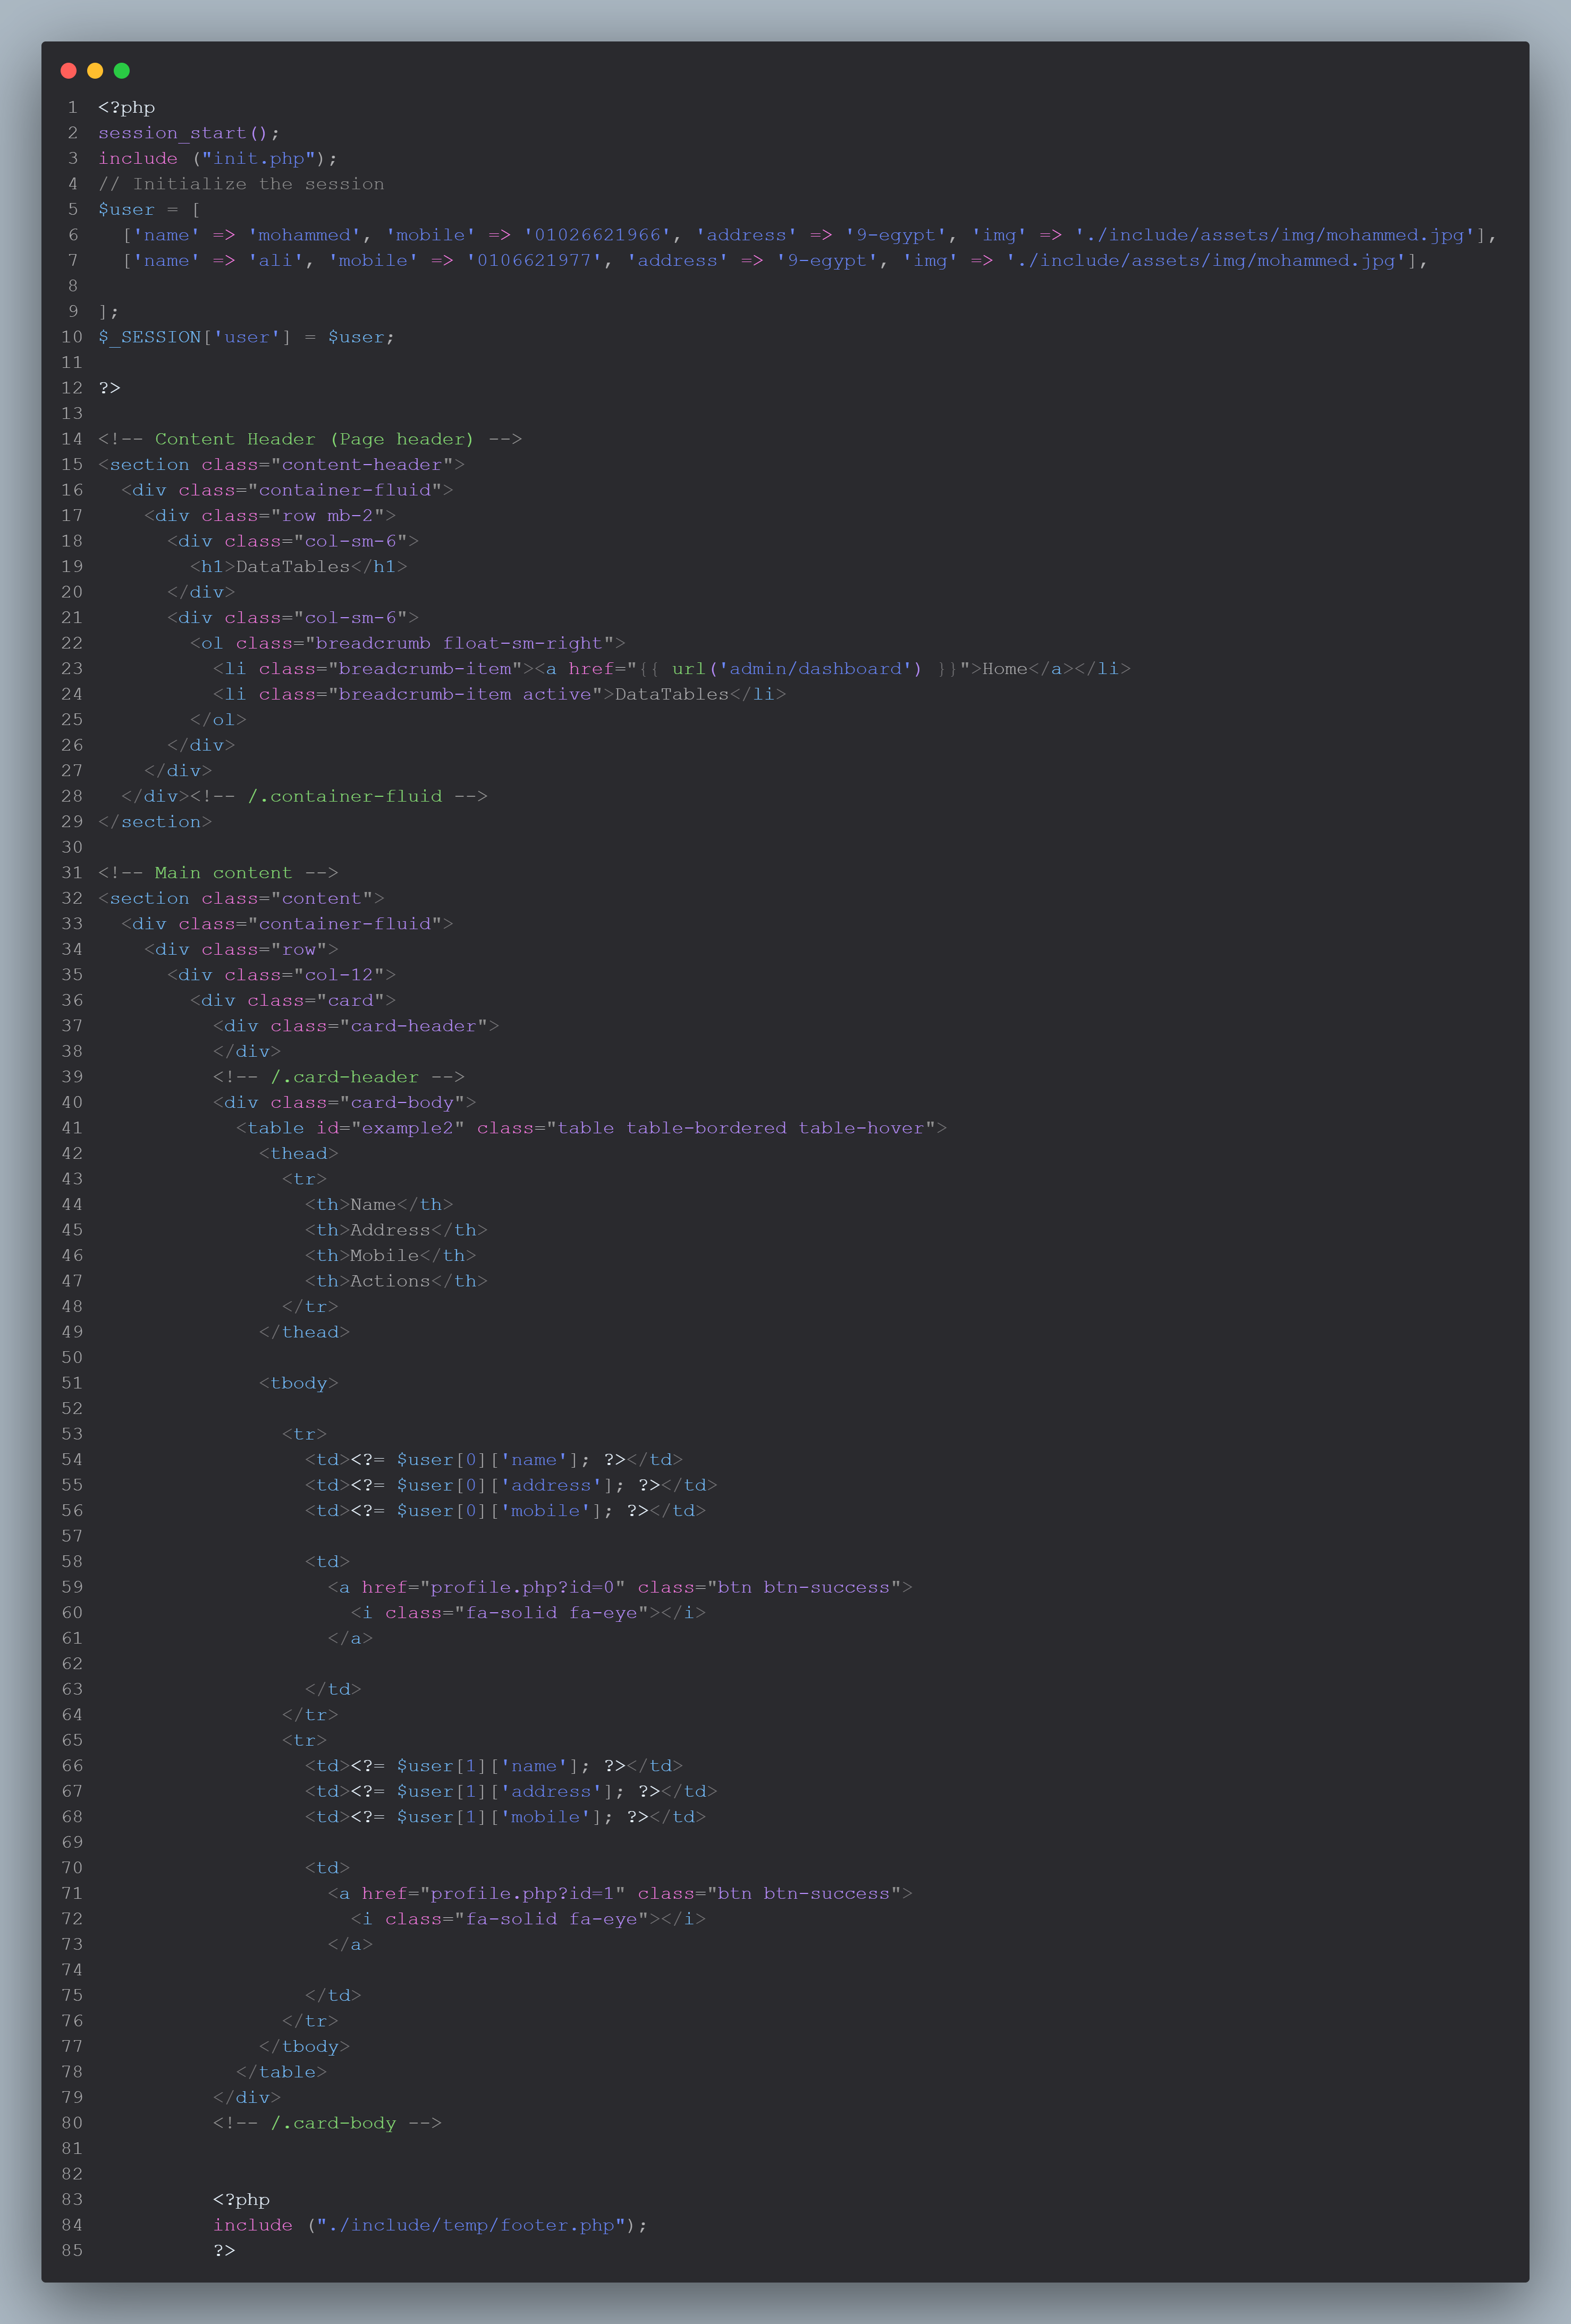 1 <?php
2 session_start();
3 include ("init.php");
4 // Initialize the session
5 $user = [
6   ['name' => 'mohammed', 'mobile' => '01026621966', 'address' => '9-egypt', 'img' => './include/assets/img/mohammed.jpg'],
7   ['name' => 'ali', 'mobile' => '0106621977', 'address' => '9-egypt', 'img' => './include/assets/img/mohammed.jpg'],
8
9 ];
10 $_SESSION['user'] = $user;
11
12 ?>
13
14 <!-- Content Header (Page header) -->
15 <section class="content-header">
16   <div class="container-fluid">
17     <div class="row mb-2">
18       <div class="col-sm-6">
19         <h1>DataTables</h1>
20       </div>
21       <div class="col-sm-6">
22         <ol class="breadcrumb float-sm-right">
23           <li class="breadcrumb-item"><a href="{{ url('admin/dashboard') }}">Home</a></li>
24           <li class="breadcrumb-item active">DataTables</li>
25         </ol>
26       </div>
27     </div>
28   </div><!-- /.container-fluid -->
29 </section>
30
31 <!-- Main content -->
32 <section class="content">
33   <div class="container-fluid">
34     <div class="row">
35       <div class="col-12">
36         <div class="card">
37           <div class="card-header">
38           </div>
39           <!-- /.card-header -->
40           <div class="card-body">
41             <table id="example2" class="table table-bordered table-hover">
42               <thead>
43                 <tr>
44                   <th>Name</th>
45                   <th>Address</th>
46                   <th>Mobile</th>
47                   <th>Actions</th>
48                 </tr>
49               </thead>
50
51               <tbody>
52
53                 <tr>
54                   <td><?= $user[0]['name']; ?></td>
55                   <td><?= $user[0]['address']; ?></td>
56                   <td><?= $user[0]['mobile']; ?></td>
57
58                   <td>
59                     <a href="profile.php?id=0" class="btn btn-success">
60                       <i class="fa-solid fa-eye"></i>
61                     </a>
62
63                   </td>
64                 </tr>
65                 <tr>
66                   <td><?= $user[1]['name']; ?></td>
67                   <td><?= $user[1]['address']; ?></td>
68                   <td><?= $user[1]['mobile']; ?></td>
69
70                   <td>
71                     <a href="profile.php?id=1" class="btn btn-success">
72                       <i class="fa-solid fa-eye"></i>
73                     </a>
74
75                   </td>
76                 </tr>
77               </tbody>
78             </table>
79           </div>
80           <!-- /.card-body -->
81
82
83           <?php
84           include ("./include/temp/footer.php");
85           ?>